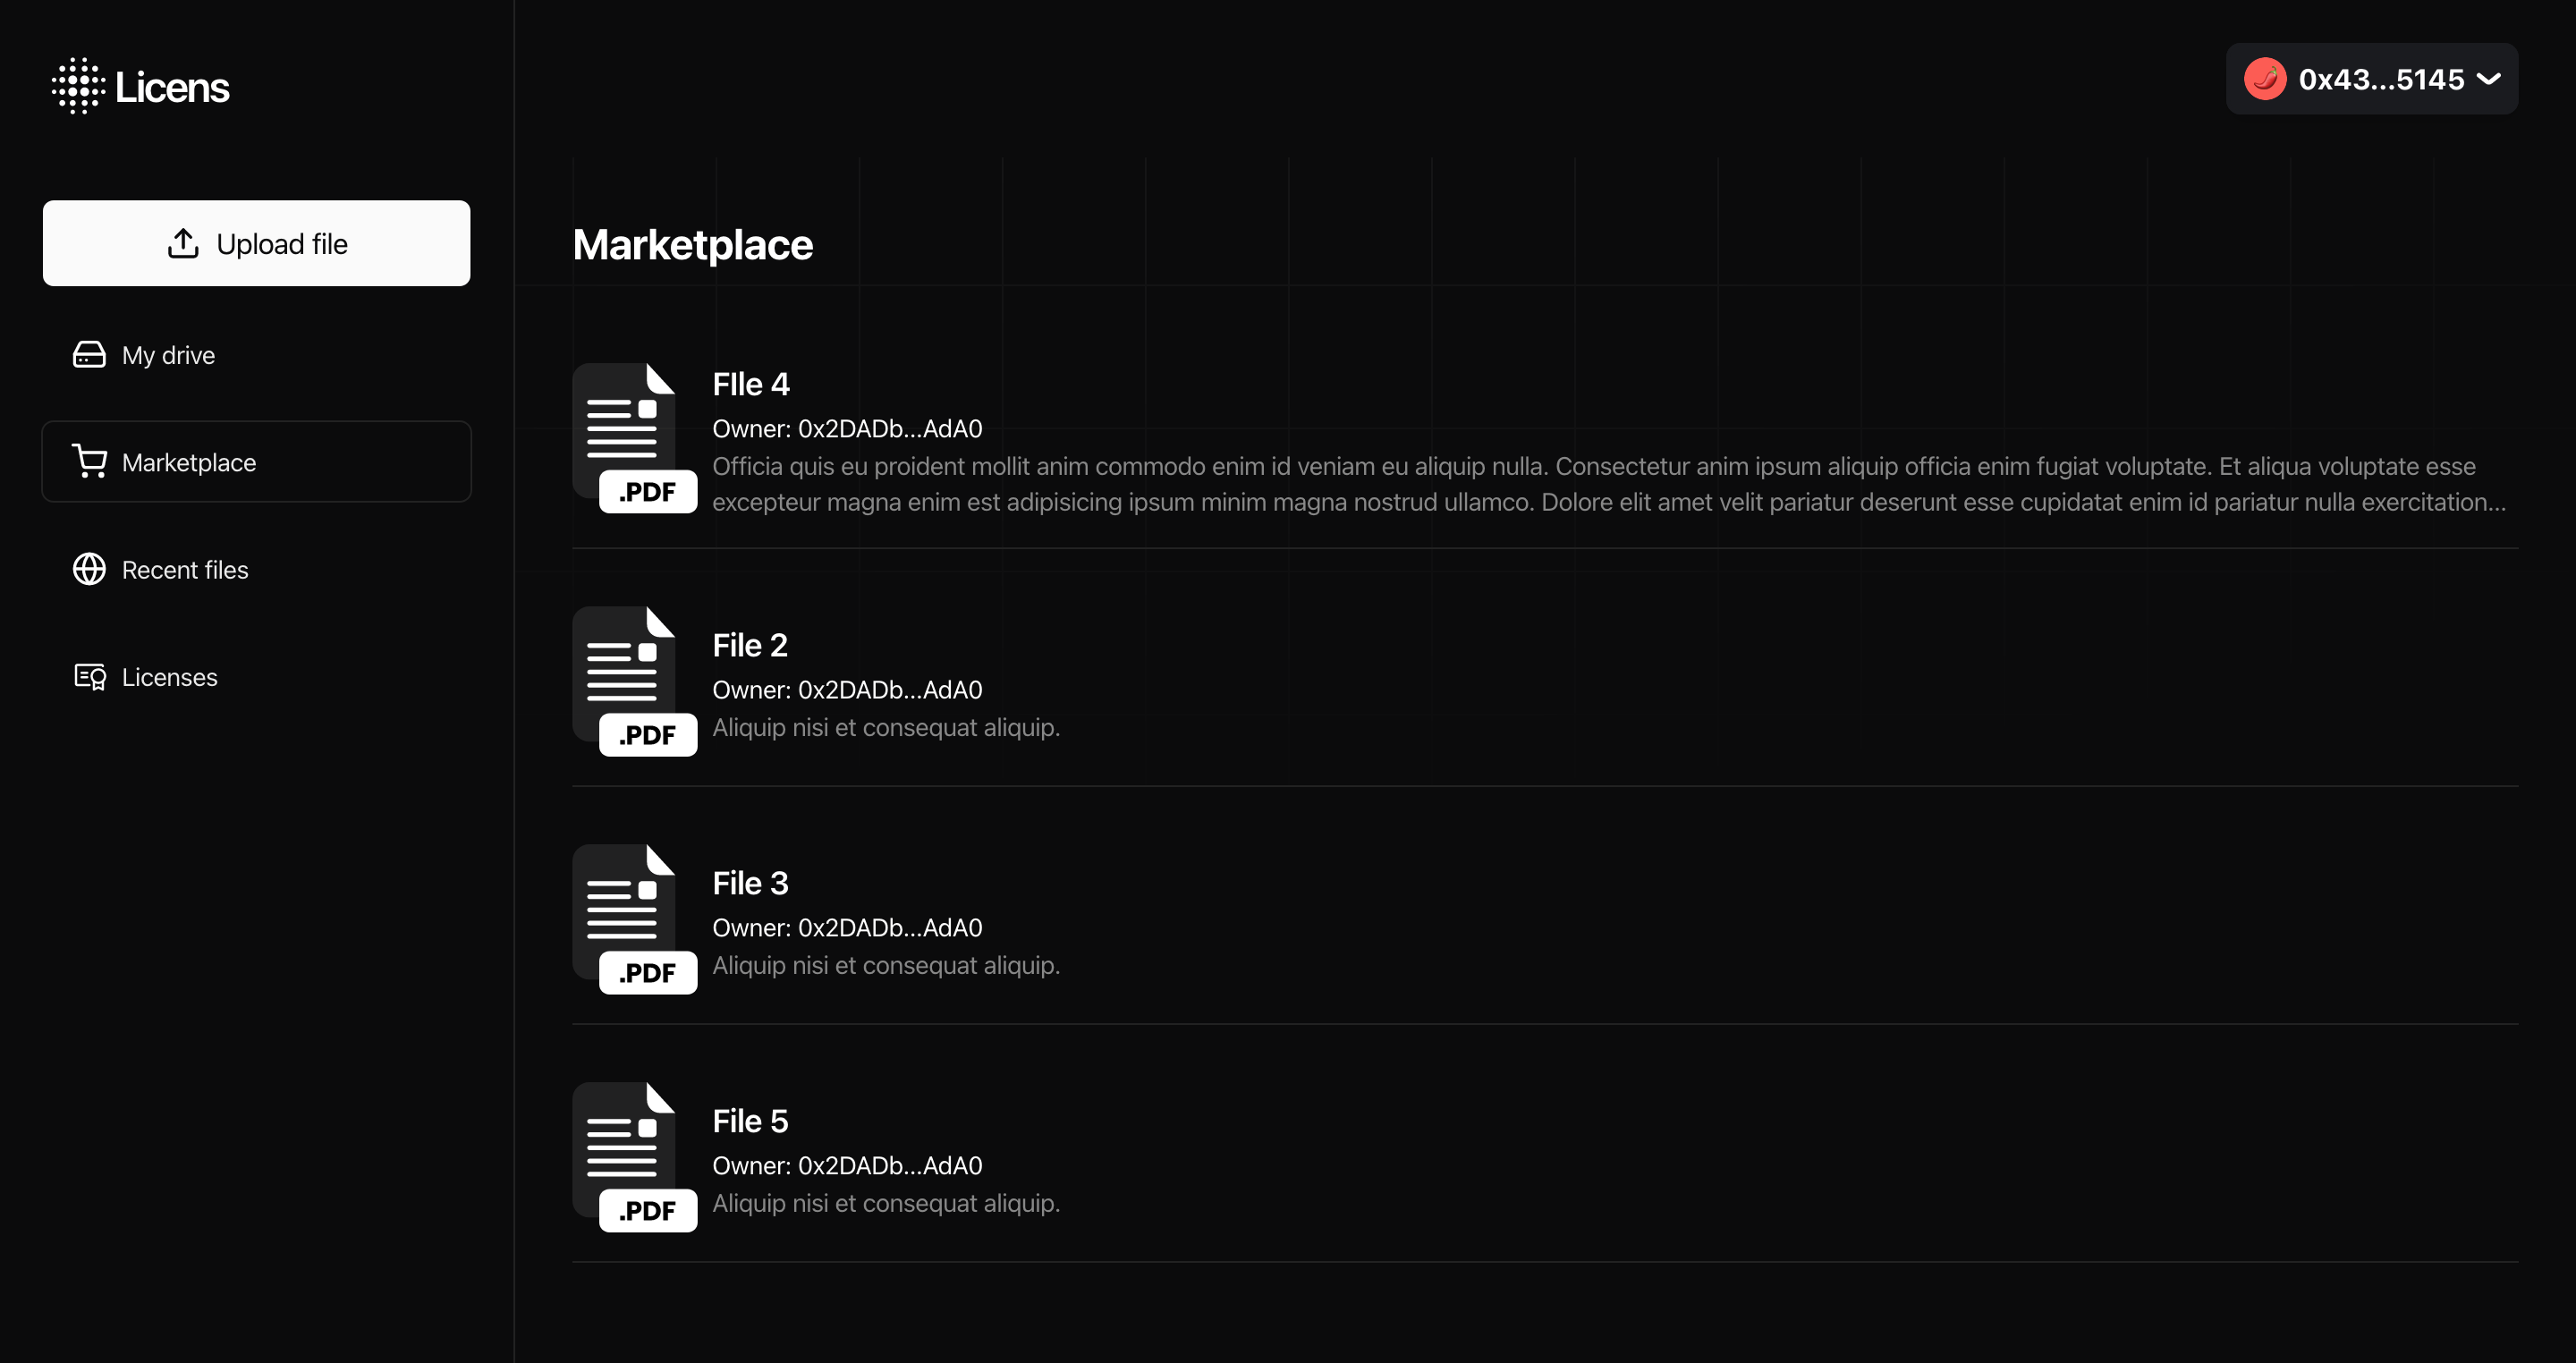 Licens
0x43...5145
Upload file
My drive
Marketplace
Recent files
Licenses
Marketplace
FIle 4
Owner: 0x2DADb...AdA0
Officia quis eu proident mollit anim commodo enim id veniam eu aliquip nulla. Consectetur anim ipsum aliquip officia enim fugiat voluptate. Et aliqua voluptate esse
excepteur magna enim est adipisicing ipsum minim magna nostrud ullamco. Dolore elit amet velit pariatur deserunt esse cupidatat enim id pariatur nulla exercitation...
.PDF
File 2
Owner: 0x2DADb...AdA0
Aliquip nisi et consequat aliquip.
.PDF
File 3
Owner: 0x2DADb...AdA0
Aliquip nisi et consequat aliquip.
.PDF
File 5
Owner: 0x2DADb...AdA0
Aliquip nisi et consequat aliquip.
.PDF